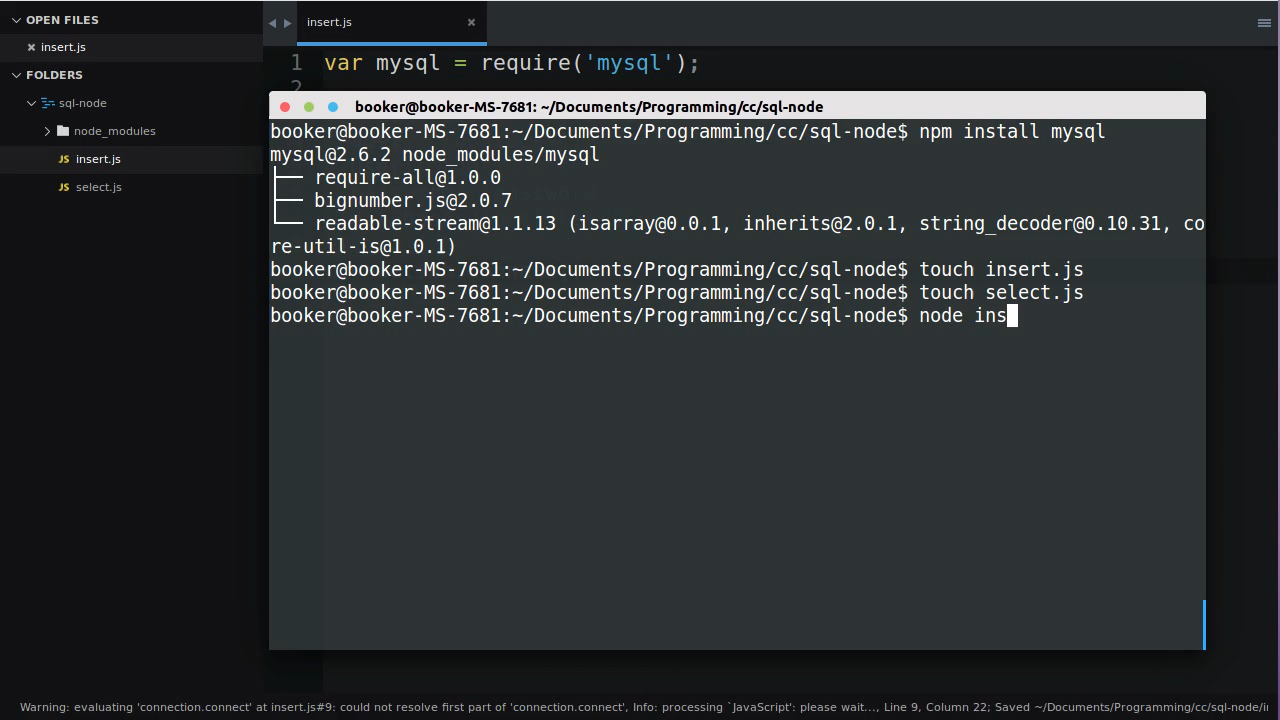 OPEN FILES
insert.js
FOLDERS
sql-node
node_modules
insert.js
select.js
insert.js
1 var mysql = require('mysql');
2
booker@booker-MS-7681: ~/Documents/Programming/cc/sql-node
booker@booker-MS-7681:~/Documents/Programming/cc/sql-node$ npm install mysql
mysql@2.6.2 node_modules/mysql
├── require-all@1.0.0
├── bignumber.js@2.0.7
└── readable-stream@1.1.13 (isarray@0.0.1, inherits@2.0.1, string_decoder@0.10.31, co
re-util-is@1.0.1)
booker@booker-MS-7681:~/Documents/Programming/cc/sql-node$ touch insert.js
booker@booker-MS-7681:~/Documents/Programming/cc/sql-node$ touch select.js
booker@booker-MS-7681:~/Documents/Programming/cc/sql-node$ node ins
Warning: evaluating 'connection.connect' at insert.js#9: could not resolve first part of 'connection.connect', Info: processing `JavaScript': please wait..., Line 9, Column 22; Saved ~/Documents/Programming/cc/sql-node/i